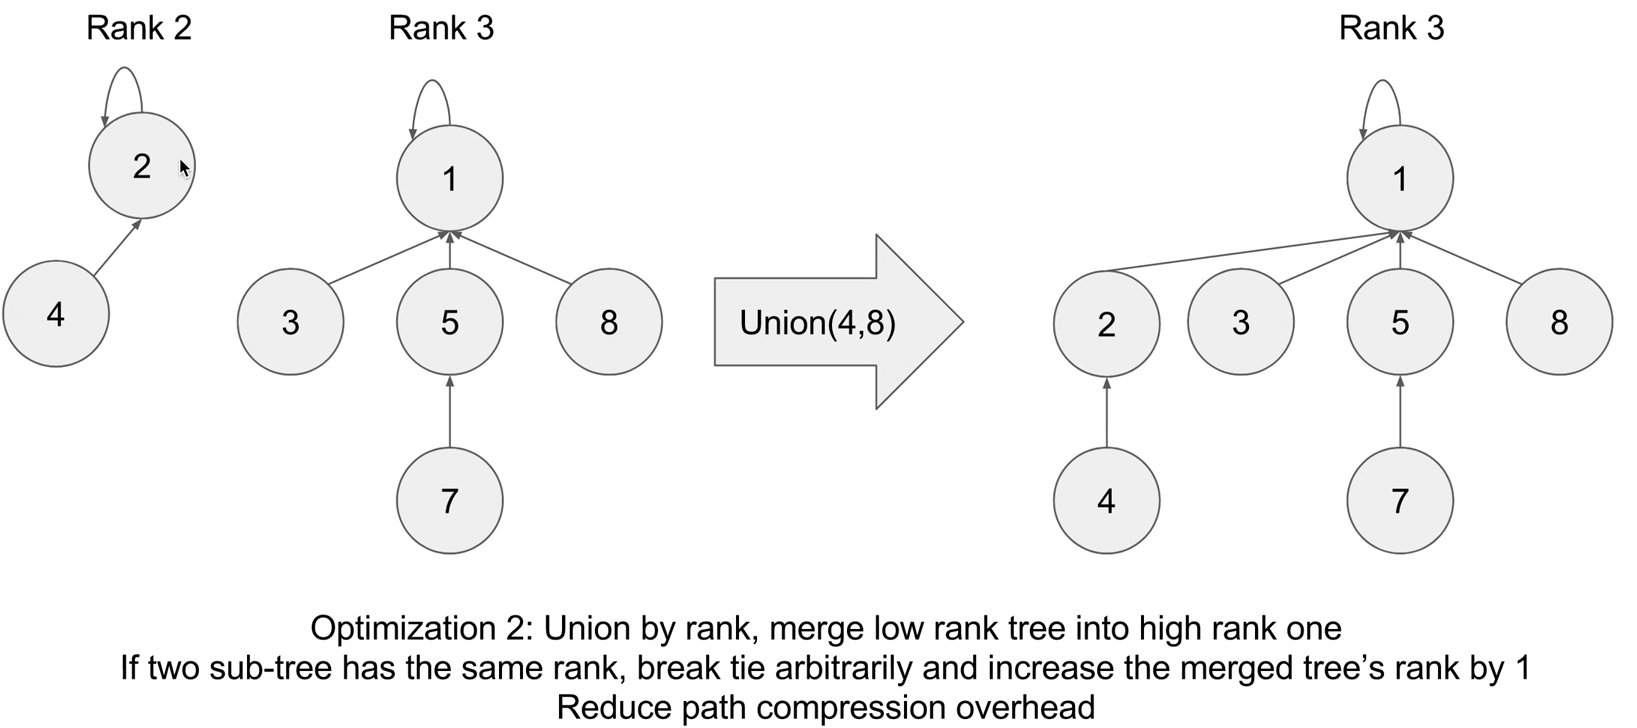 Rank 2
Rank 3
Rank 3
2
1
1
4
3
5
8
Union(4,8)
2
3
5
8
7
4
7
Optimization 2: Union by rank, merge low rank tree into high rank one
If two sub-tree has the same rank, break tie arbitrarily and increase the merged tree's rank by 1
Reduce path compression overhead